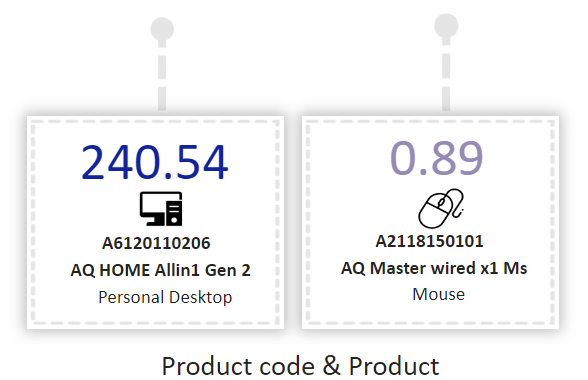 240.54
A6120110206
AQ HOME Allin1 Gen 2
Personal Desktop
0.89
A2118150101
AQ Master wired x1 Ms
Mouse
Product code & Product